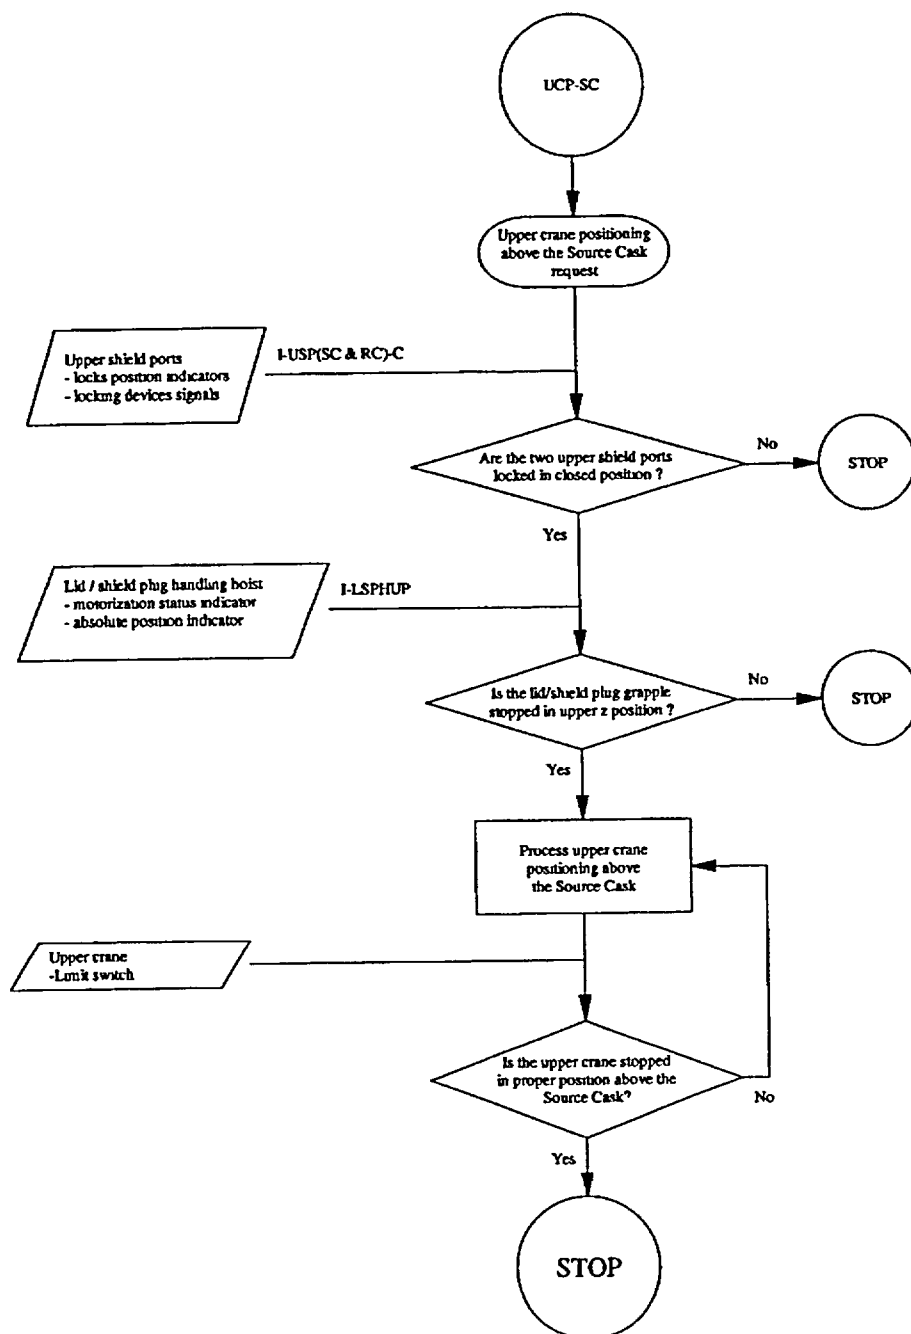 UCP-SC
Upper crane positioning
above the Source Cask
request
I-USP(SC & RC)-C
Upper shield ports
- locks position indicators
- locking devices signals
Are the two upper shield ports
locked in closed position ?
No
STOP
Yes
Lid / shield plug handling hoist
- motorization status indicator
- absolute position indicator
I-LSPHUP
Is the lid/shield plug grapple
stopped in upper z position ?
No
STOP
Yes
Process upper crane
positioning above
the Source Cask
Upper crane
-Limit switch
Is the upper crane stopped
in proper position above the
Source Cask?
No
Yes
STOP